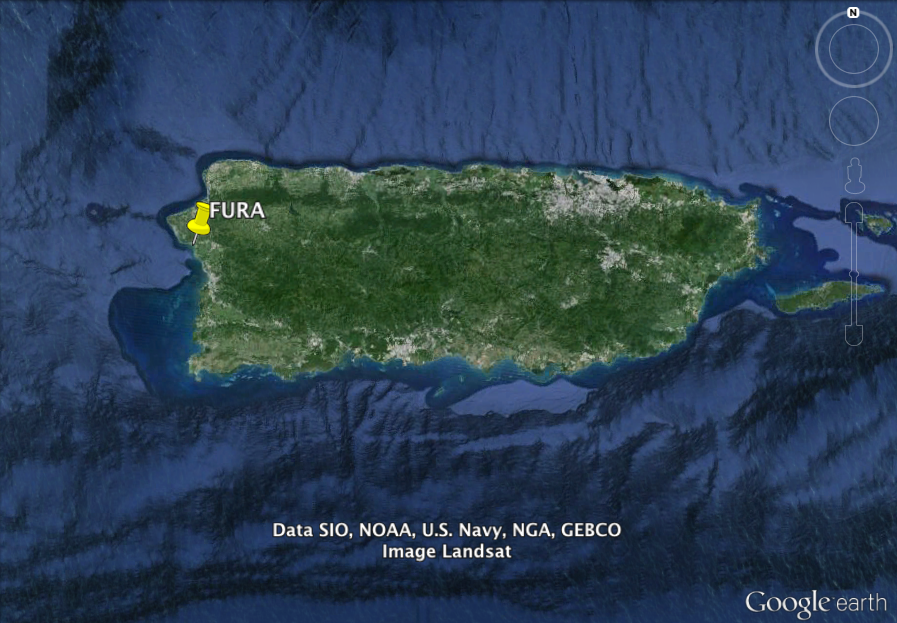 N
FURA
Data SIO, NOAA, U.S. Navy, NGA, GEBCO
Image Landsat
Google earth